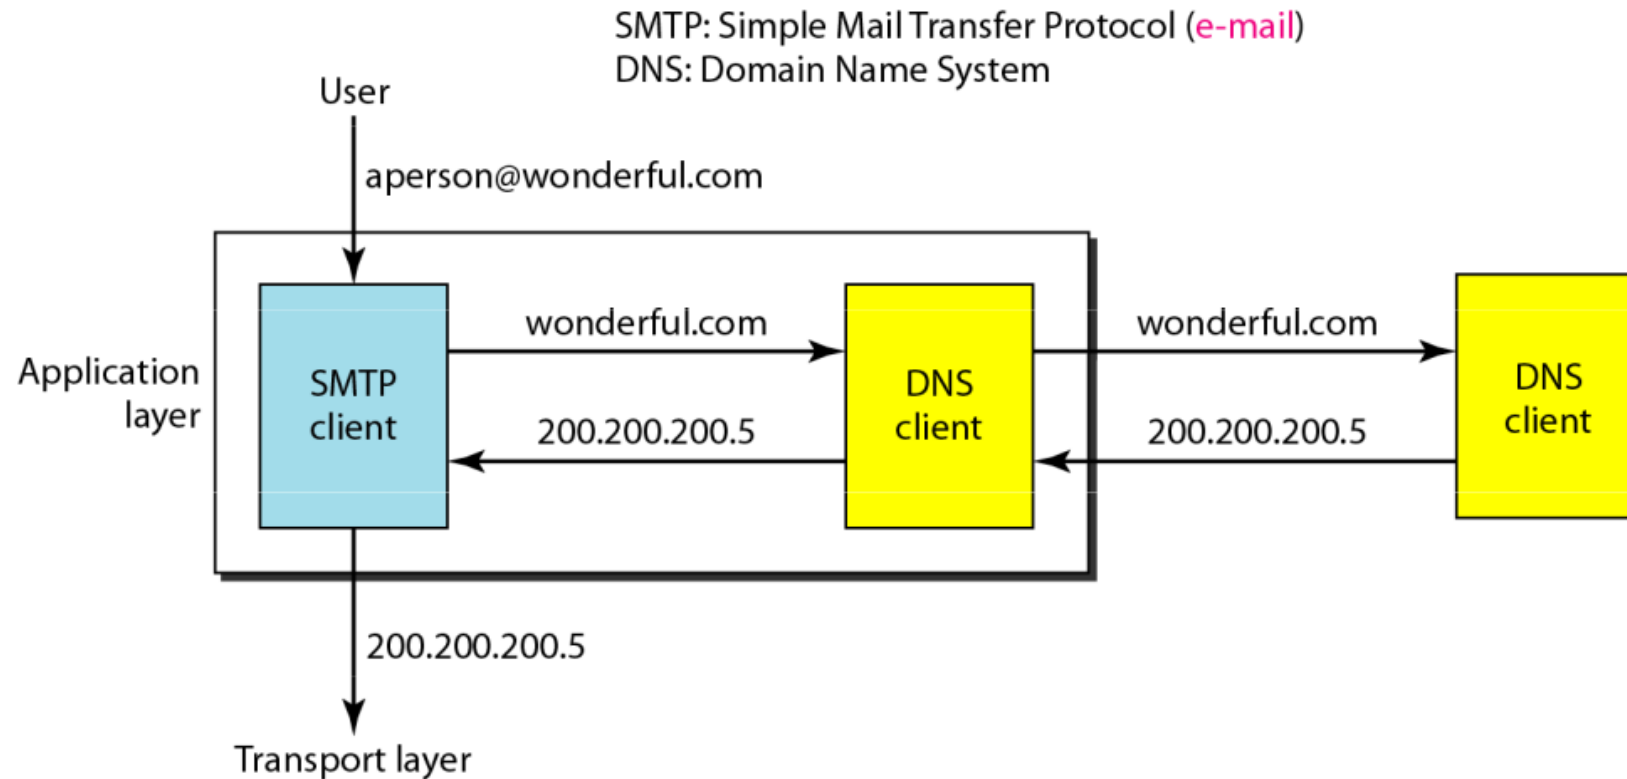 SMTP: Simple Mail Transfer Protocol (e-mail)
DNS: Domain Name System
User
aperson@wonderful.com
wonderful.com
wonderful.com
Application
layer
SMTP
client
DNS
client
DNS
client
200.200.200.5
200.200.200.5
200.200.200.5
Transport layer